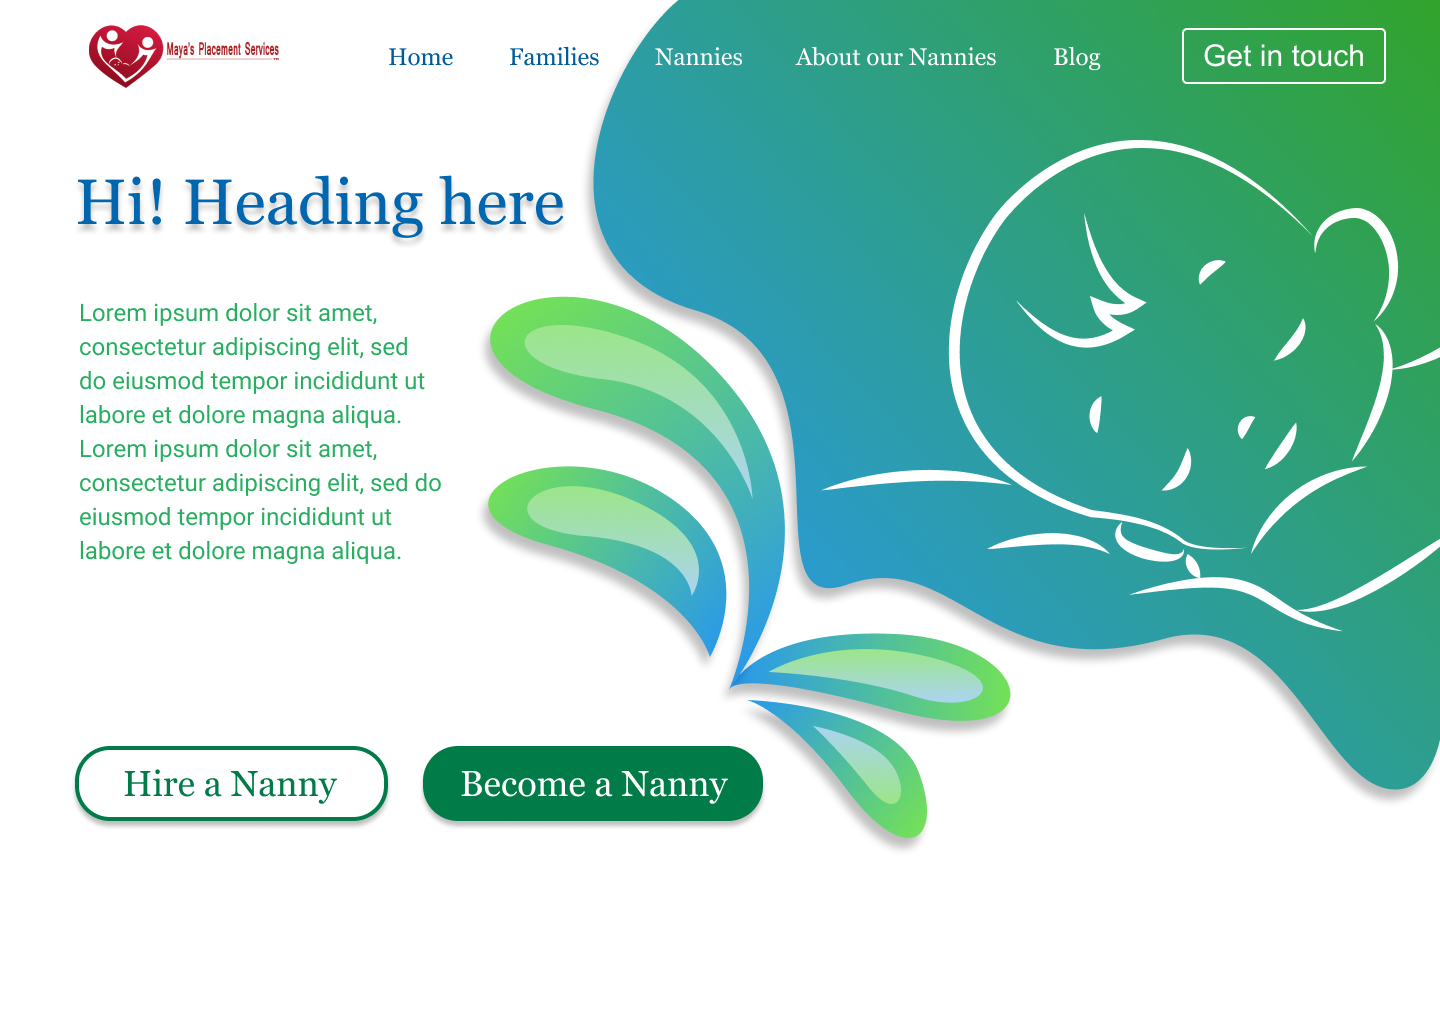 Maya's Placement Services
Home
Families
Nannies
About our Nannies
Blog
Get in touch
Hi! Heading here
Lorem ipsum dolor sit amet,
consectetur adipiscing elit, sed
do eiusmod tempor incididunt ut
labore et dolore magna aliqua.
Lorem ipsum dolor sit amet,
consectetur adipiscing elit, sed do
eiusmod tempor incididunt ut
labore et dolore magna aliqua.
Hire a Nanny
Become a Nanny